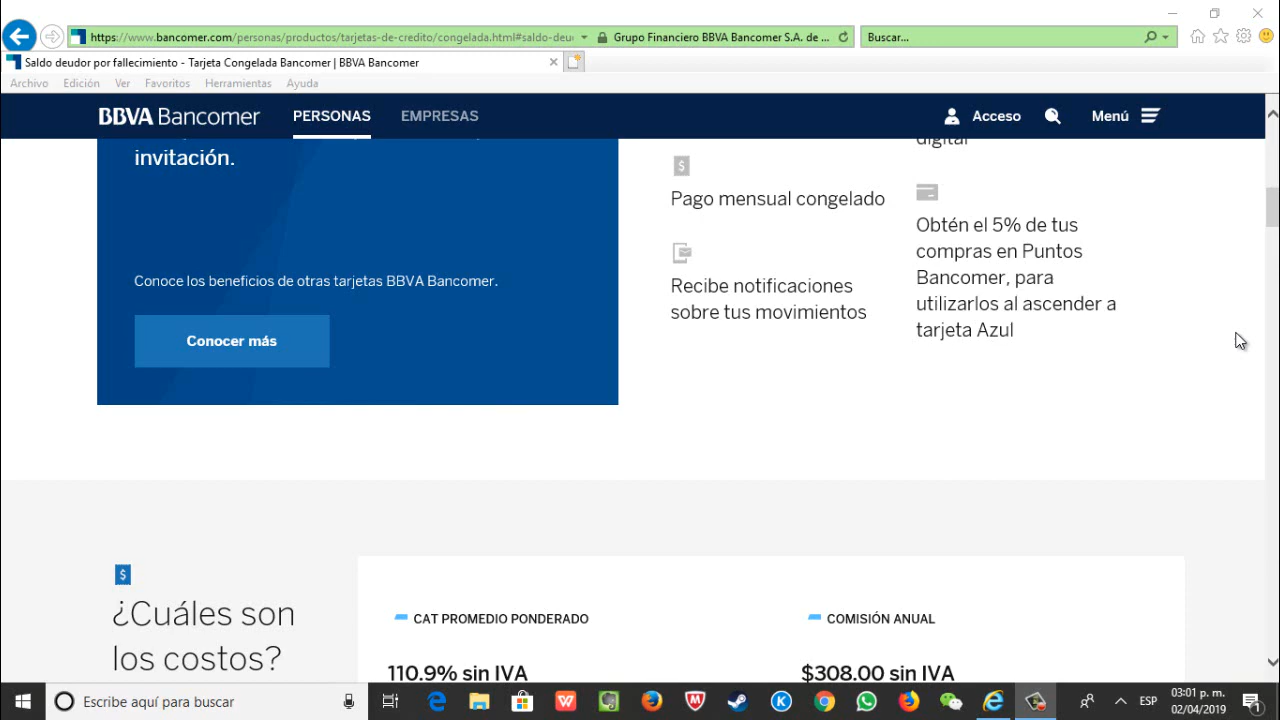 https://www.bancomer.com/personas/productos/tarjetas-de-credito/congelada.html#saldo-deu
Grupo Financiero BBVA Bancomer S.A. de ...
Buscar...
Saldo deudor por fallecimiento - Tarjeta Congelada Bancomer | BBVA Bancomer
Archivo Edición Ver Favoritos Herramientas Ayuda
BBVA Bancomer PERSONAS EMPRESAS Acceso Menú
invitación.
Conoce los beneficios de otras tarjetas BBVA Bancomer.
Conocer más
Pago mensual congelado
Recibe notificaciones
sobre tus movimientos
digital
Obtén el 5% de tus
compras en Puntos
Bancomer, para
utilizarlos al ascender a
tarjeta Azul
¿Cuáles son
los costos?
CAT PROMEDIO PONDERADO
110.9% sin IVA
COMISIÓN ANUAL
$308.00 sin IVA
Escribe aquí para buscar
ESP
03:01 p. m.
02/04/2019